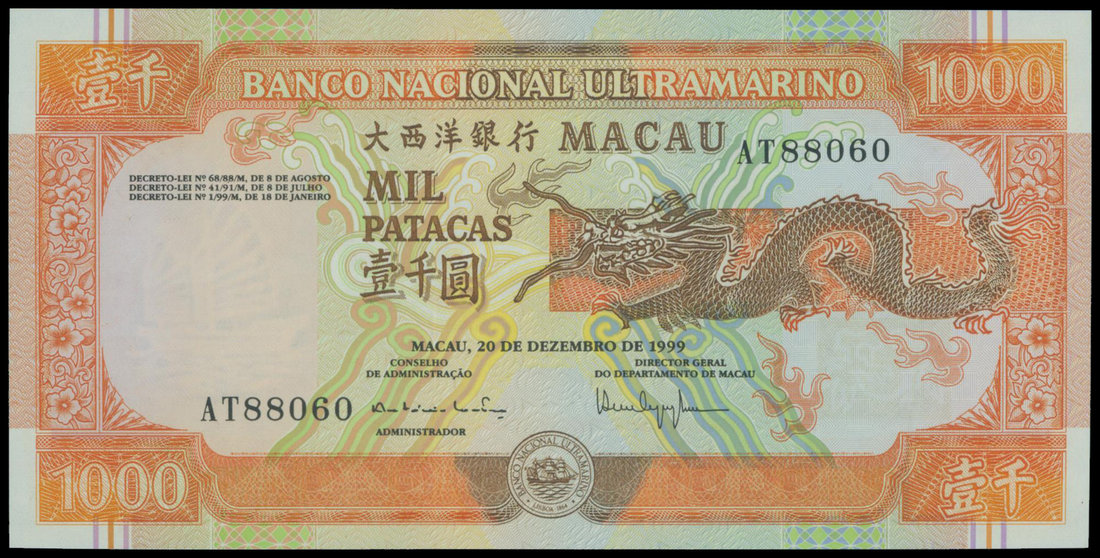 壹千
BANCO NACIONAL ULTRAMARINO
1000
大西洋銀行 MACAU
AT88060
DECRETO-LEI Nº 68/88/M, DE 8 DE AGOSTO
DECRETO-LEI Nº 41/91/M, DE 8 DE JULHO
DECRETO-LEI Nº 1/99/M, DE 18 DE JANEIRO
MIL
PATACAS
壹千圓
MACAU, 20 DE DEZEMBRO DE 1999
CONSELHO
DE ADMINISTRAÇÃO
DIRECTOR GERAL
DO DEPARTAMENTO DE MACAU
AT88060
ADMINISTRADOR
BANCO NACIONAL ULTRAMARINO
LISBOA 1864
1000
壹千